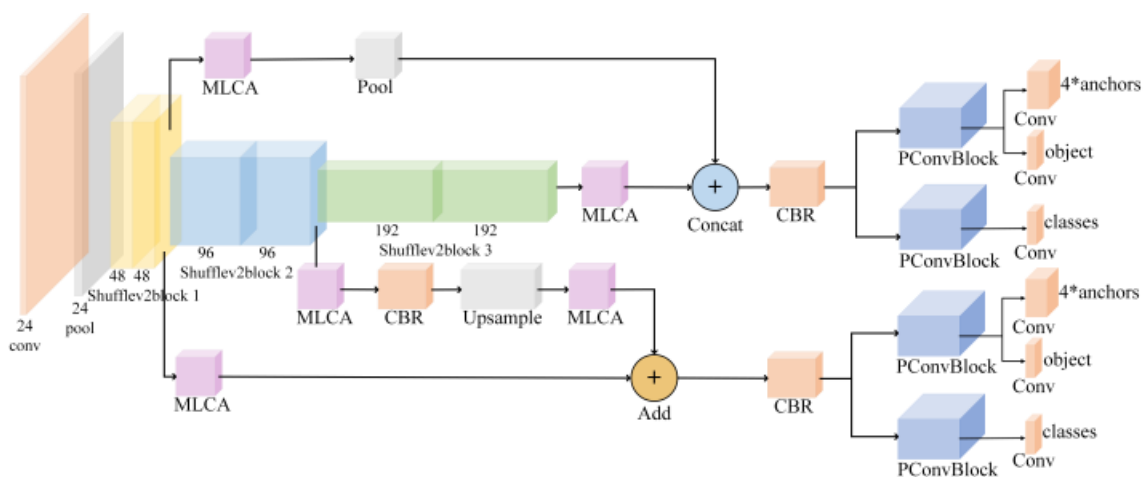 MLCA
Pool
4*anchors
Conv
PConvBlock
object
Conv
MLCA
+
Concat
CBR
classes
PConvBlock
Conv
192
192
Shufflev2block 3
96
96
Shufflev2block 2
48
48
Shufflev2block 1
24
pool
24
conv
MLCA
CBR
Upsample
MLCA
4*anchors
Conv
PConvBlock
object
Conv
MLCA
+
Add
CBR
classes
PConvBlock
Conv